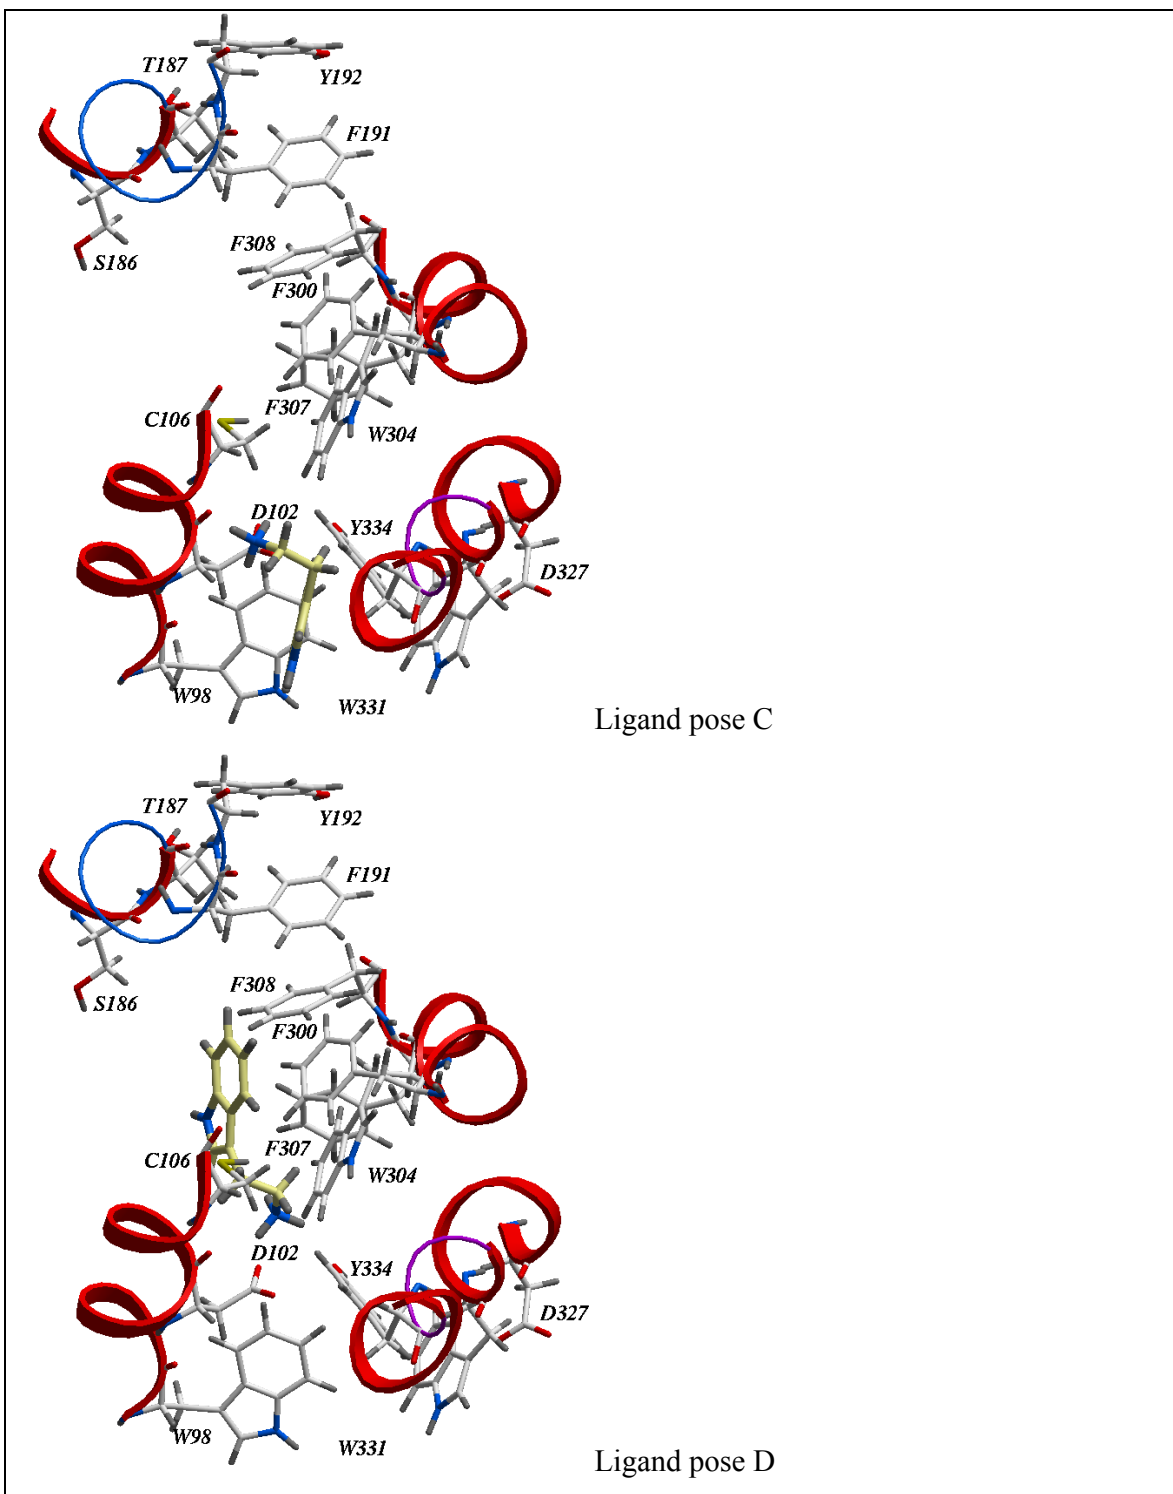 T187
Y192
F191
F308
S186
F300
C106
F307
W304
D102
Y334
D327
W98
W331
Ligand pose C
T187
Y192
F191
F308
S186
F300
C106
F307
W304
D102
Y334
D327
W98
W331
Ligand pose D